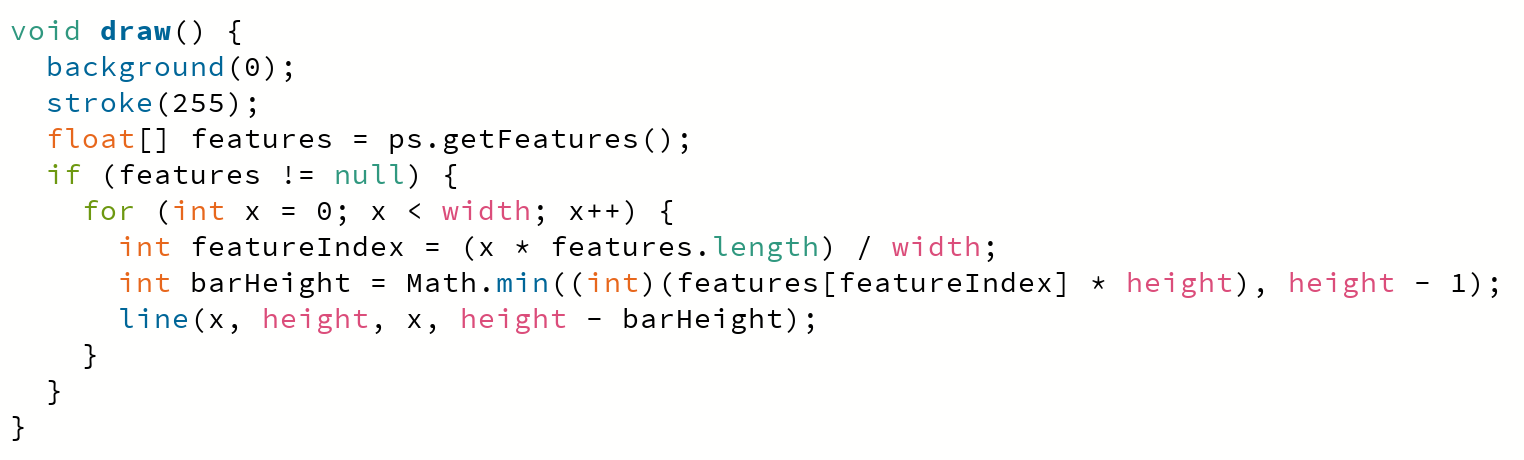 void draw() {
  background(0);
  stroke(255);
  float[] features = ps.getFeatures();
  if (features != null) {
    for (int x = 0; x < width; x++) {
      int featureIndex = (x * features.length) / width;
      int barHeight = Math.min((int)(features[featureIndex] * height), height - 1);
      line(x, height, x, height - barHeight);
    }
  }
}